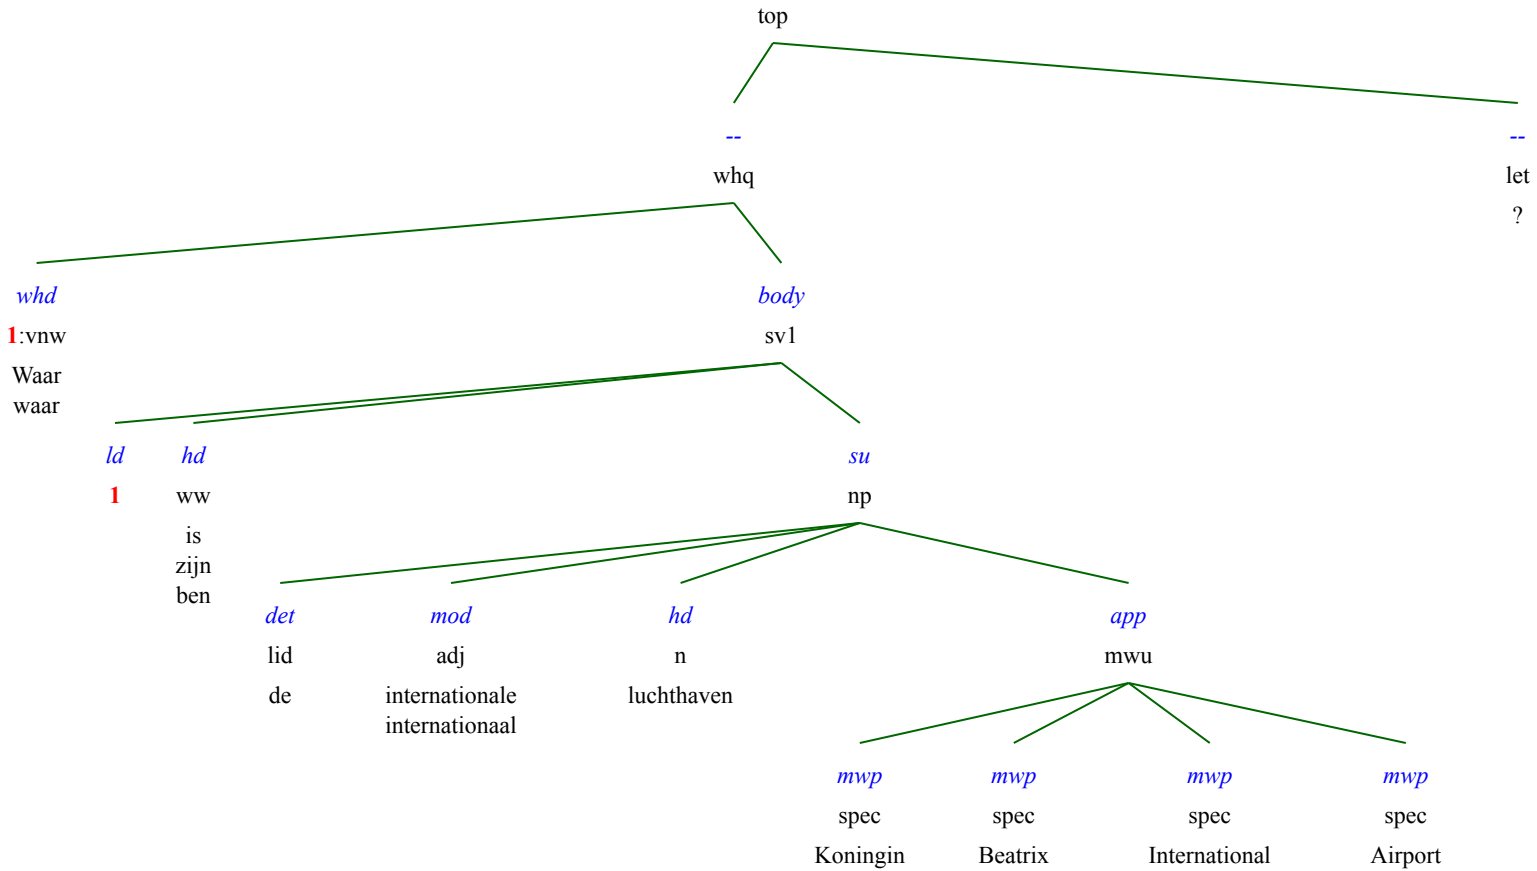 top
-- --
whq let
?
whd body
1:vnw sv1
Waar
waar
ld hd su
1 ww np
is
zijn
ben
det mod hd app
lid adj n mwu
de internationale luchthaven
internationaal
mwp mwp mwp mwp
spec spec spec spec
Koningin Beatrix International Airport